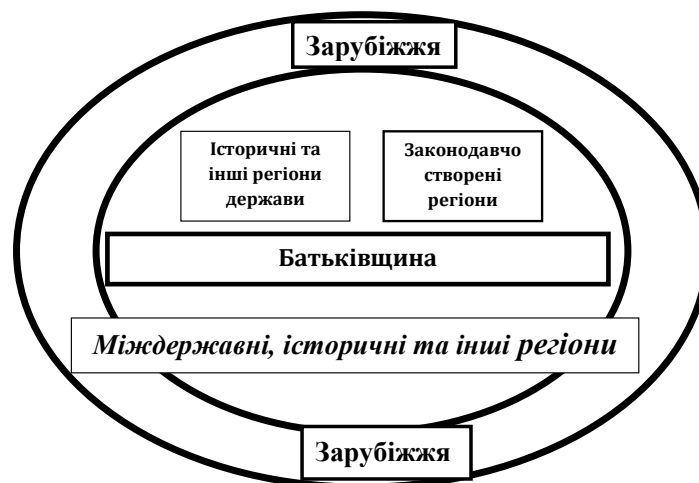 Зарубіжжя
Історичні та
інші регіони
держави
Законодавчо
створені
регіони
Батьківщина
Міждержавні, історичні та інші регіони
Зарубіжжя